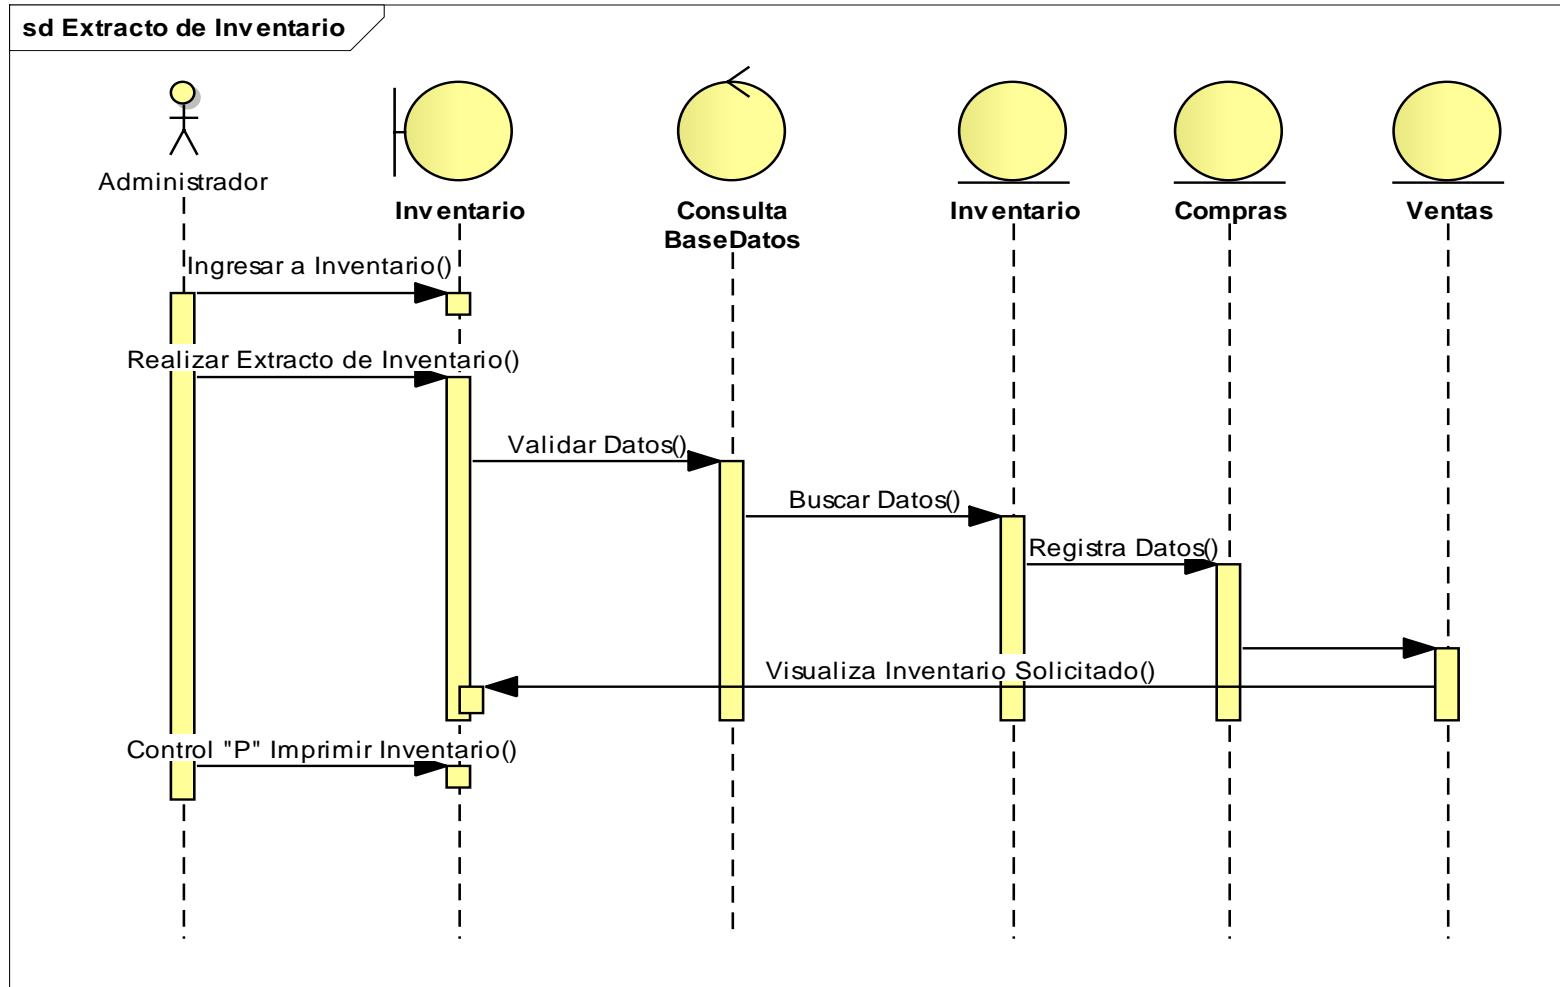 sd Extracto de Inventario
Administrador
Inventario
Consulta
BaseDatos
Inventario
Compras
Ventas
Ingresar a Inventario()
Realizar Extracto de Inventario()
Validar Datos()
Buscar Datos()
Registra Datos()
Visualiza Inventario Solicitado()
Control "P" Imprimir Inventario()